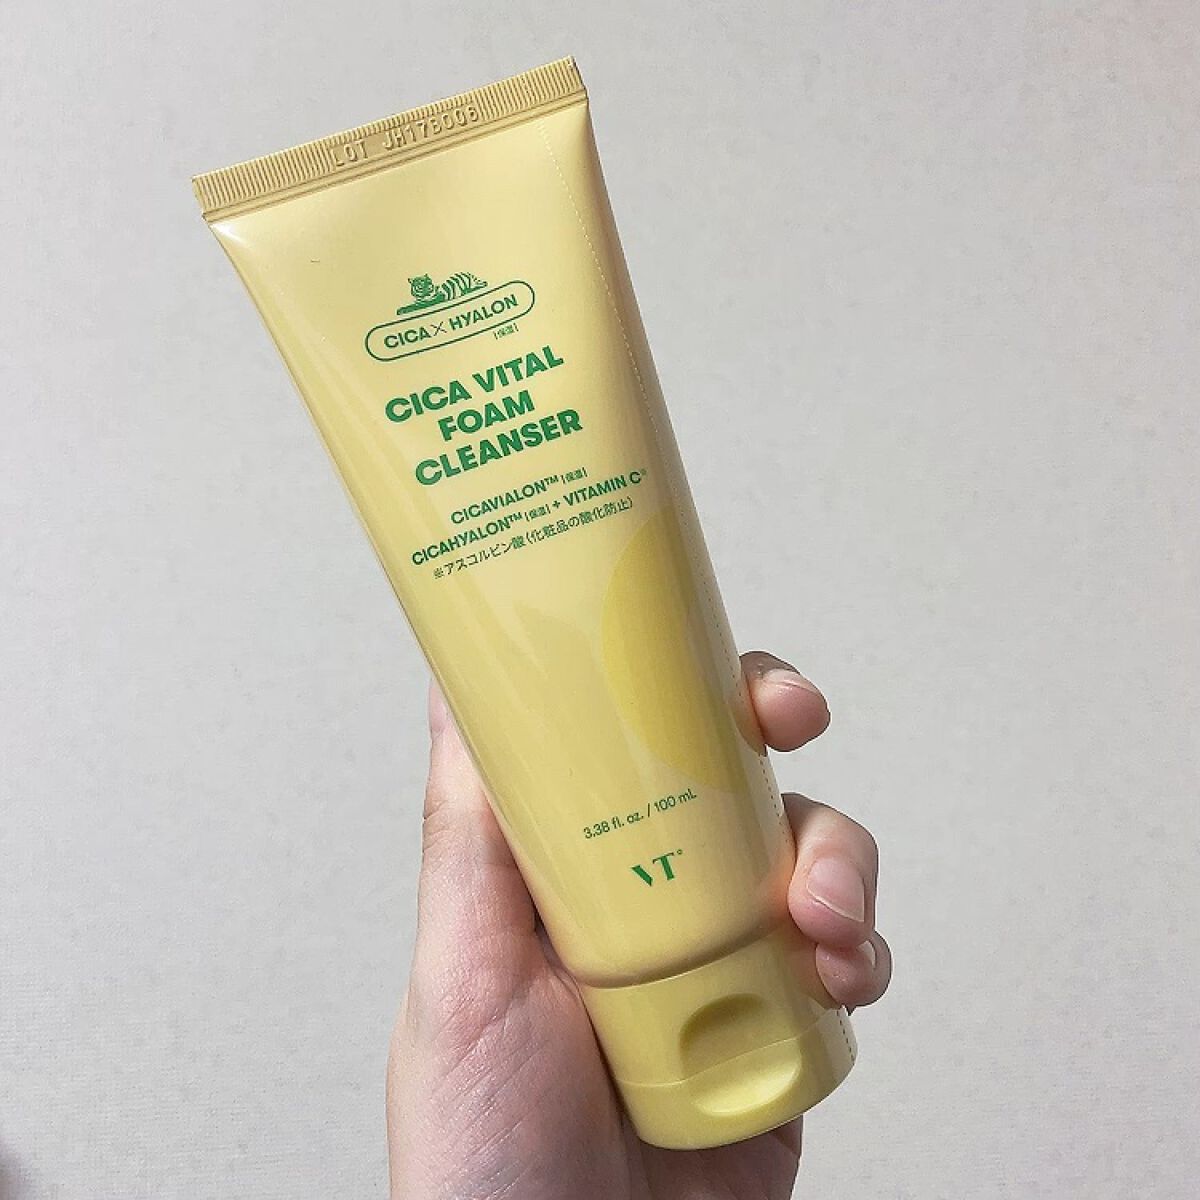 LOT JH17B006
CICA×HYALON
[保湿]
CICA VITAL
FOAM
CLEANSER
CICAVIALON™ [保湿]
CICAHYALON™ [保湿] + VITAMIN C※
※アスコルビン酸(化粧品の酸化防止)
3.38 fl. oz. / 100 mL
VT